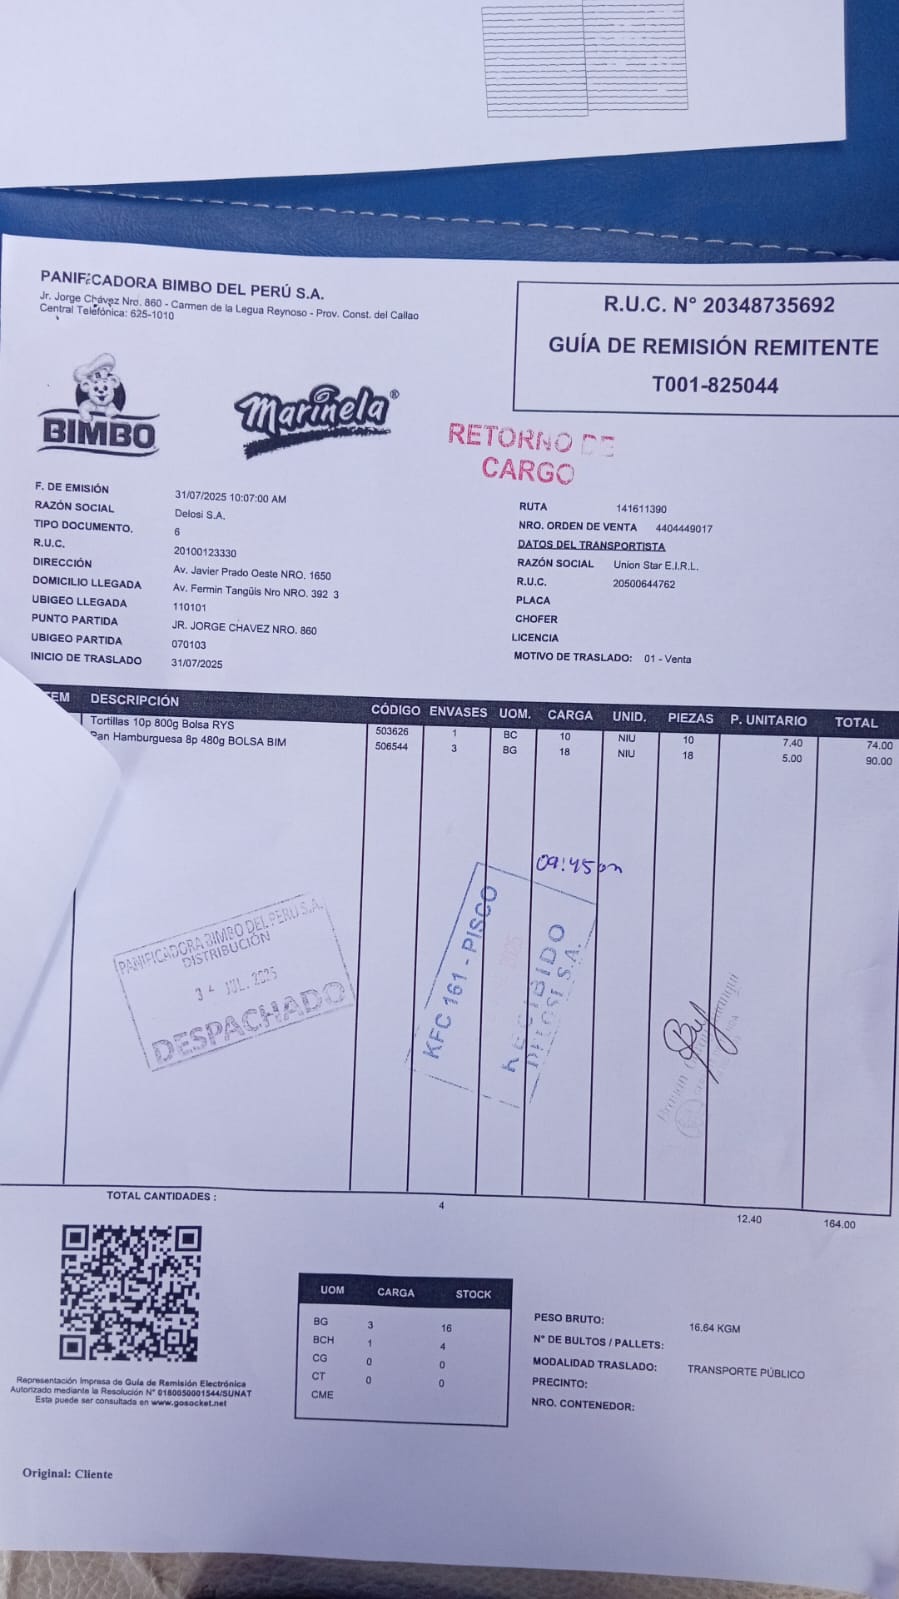 PANIFICADORA BIMBO DEL PERÚ S.A.
Jr. Jorge Chávez Nro. 860 - Carmen de la Legua Reynoso - Prov. Const. del Callao
Central Telefónica: 625-1010
R.U.C. N° 20348735692
GUÍA DE REMISIÓN REMITENTE
T001-825044
BIMBO
Marinela®
RETORNO DE
CARGO
F. DE EMISIÓN 31/07/2025 10:07:00 AM
RAZÓN SOCIAL Delosi S.A.
TIPO DOCUMENTO. 6
R.U.C. 20100123330
DIRECCIÓN Av. Javier Prado Oeste NRO. 1650
DOMICILIO LLEGADA Av. Fermin Tangüis Nro NRO. 392 3
UBIGEO LLEGADA 110101
PUNTO PARTIDA JR. JORGE CHAVEZ NRO. 860
UBIGEO PARTIDA 070103
INICIO DE TRASLADO 31/07/2025
RUTA 141611390
NRO. ORDEN DE VENTA 4404449017
DATOS DEL TRANSPORTISTA
RAZÓN SOCIAL Union Star E.I.R.L.
R.U.C. 20500644762
PLACA
CHOFER
LICENCIA
MOTIVO DE TRASLADO: 01 - Venta
TEM DESCRIPCIÓN CÓDIGO ENVASES UOM. CARGA UNID. PIEZAS P. UNITARIO TOTAL
Tortillas 10p 800g Bolsa RYS 503626 1 BC 10 NIU 10 7.40 74.00
Pan Hamburguesa 8p 480g BOLSA BIM 506544 3 BG 18 NIU 18 5.00 90.00
09:45pm
PANIFICADORA BIMBO DEL PERU S.A.
DISTRIBUCIÓN
JUL. 2025
DESPACHADO
KFC 161 - PISCO
RECIBIDO
DELOSI S.A.
TOTAL CANTIDADES : 4 12.40 164.00
UOM CARGA STOCK
BG 3 16
BCH 1 4
CG 0 0
CT 0 0
CME
PESO BRUTO: 16.64 KGM
N° DE BULTOS / PALLETS:
MODALIDAD TRASLADO: TRANSPORTE PÚBLICO
PRECINTO:
NRO. CONTENEDOR:
Representación Impresa de Guía de Remisión Electrónica
Autorizado mediante la Resolución N° 0180050001544/SUNAT
Esta puede ser consultada en www.gosocket.net
Original: Cliente